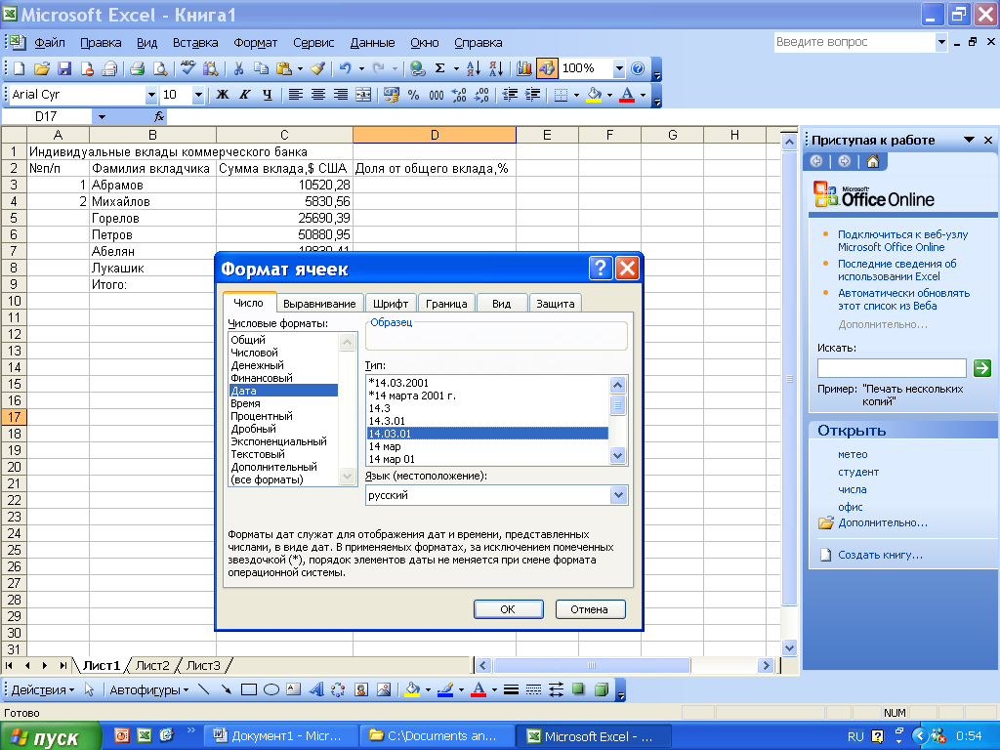 Microsoft Excel - Книга1
Файл Правка Вид Вставка Формат Сервис Данные Окно Справка
Введите вопрос
100%
Arial Cyr 10 Ж К Ч % 000
D17 fx
A B C D E F G H
1 Индивидуальные вклады коммерческого банка
2 №п/п Фамилия вкладчика Сумма вклада,$ США Доля от общего вклада,%
3 1 Абрамов 10520,28
4 2 Михайлов 5830,56
5 Горелов 25690,39
6 Петров 50880,95
7 Абелян
8 Лукашик
9 Итого:
10
11
12
13
14
15
16
17
18
19
20
21
22
23
24
25
26
27
28
29
30
31
Формат ячеек
Число Выравнивание Шрифт Граница Вид Защита
Числовые форматы:
Общий
Числовой
Денежный
Финансовый
Дата
Время
Процентный
Дробный
Экспоненциальный
Текстовый
Дополнительный
(все форматы)
Образец
Тип:
*14.03.2001
*14 марта 2001 г.
14.3
14.3.01
14.03.01
14 мар
14 мар 01
Язык (местоположение):
русский
Форматы дат служат для отображения дат и времени, представленных
числами, в виде дат. В применяемых форматах, за исключением помеченных
звездочкой (*), порядок элементов даты не меняется при смене формата
операционной системы.
ОК Отмена
Приступая к работе
Microsoft
Office Online
Подключиться к веб-узлу
Microsoft Office Online
Последние сведения об
использовании Excel
Автоматически обновлять
этот список из Веба
Дополнительно...
Искать:
Пример: "Печать нескольких
копий"
Открыть
метео
студент
числа
офис
Дополнительно...
Создать книгу...
Лист1 Лист2 Лист3
Действия Автофигуры
Готово NUM
пуск Документ1 - Micr... C:\Documents an... Microsoft Excel - ... RU 0:54